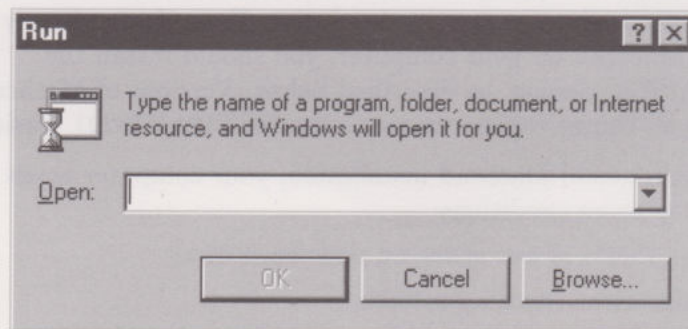 Run
Type the name of a program, folder, document, or Internet
resource, and Windows will open it for you.
Open:
OK
Cancel
Browse...